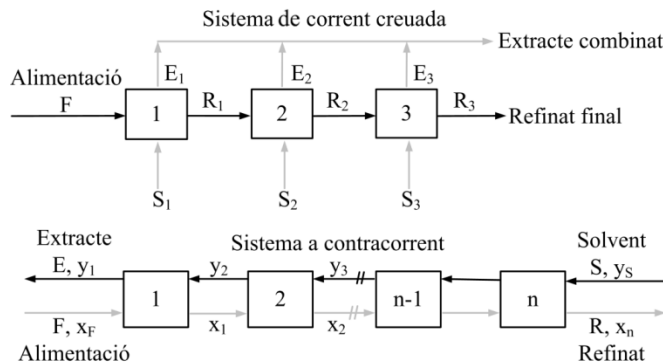 Sistema de corrent creuada
Extracte combinat
E₁ E₂ E₃
Alimentació
F
1 R₁ 2 R₂ 3 R₃
Refinat final
S₁ S₂ S₃
Extracte
Sistema a contracorrent
Solvent
E, y₁ y₂ y₃ S, yₛ
1 2 n-1 n
F, x_F x₁ x₂ R, xₙ
Alimentació
Refinat